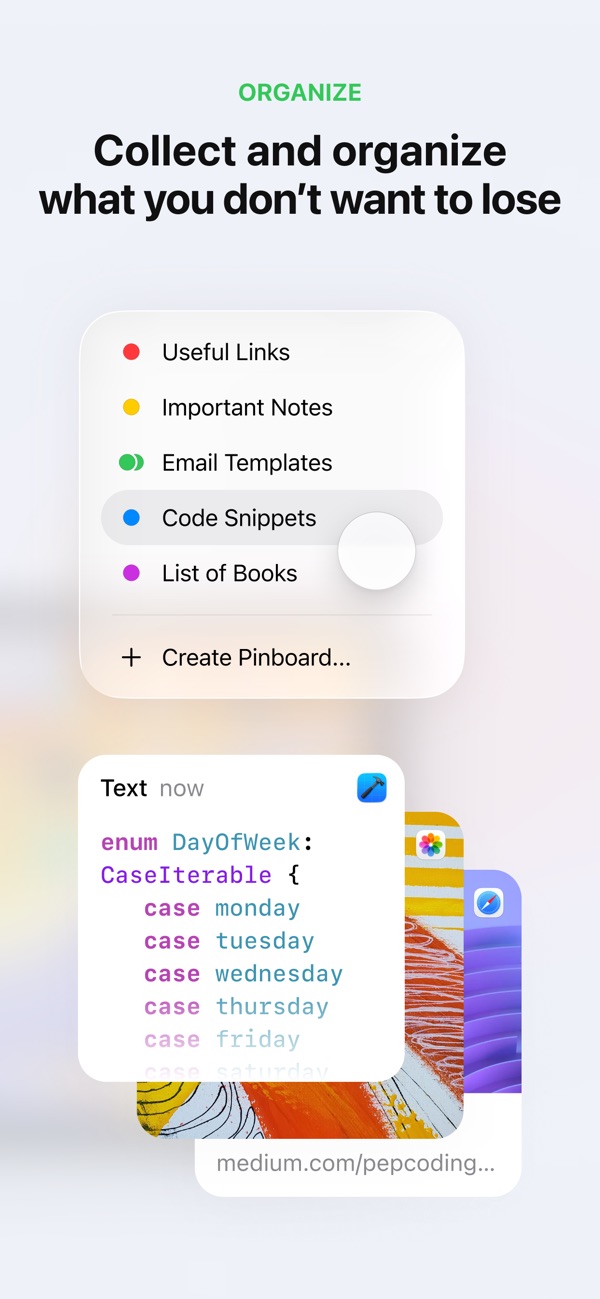 ORGANIZE
Collect and organize
what you don’t want to lose
Useful Links
Important Notes
Email Templates
Code Snippets
List of Books
Create Pinboard...
Text now
enum DayOfWeek:
CaseIterable {
case monday
case tuesday
case wednesday
case thursday
case friday
case saturday
medium.com/pepcoding...